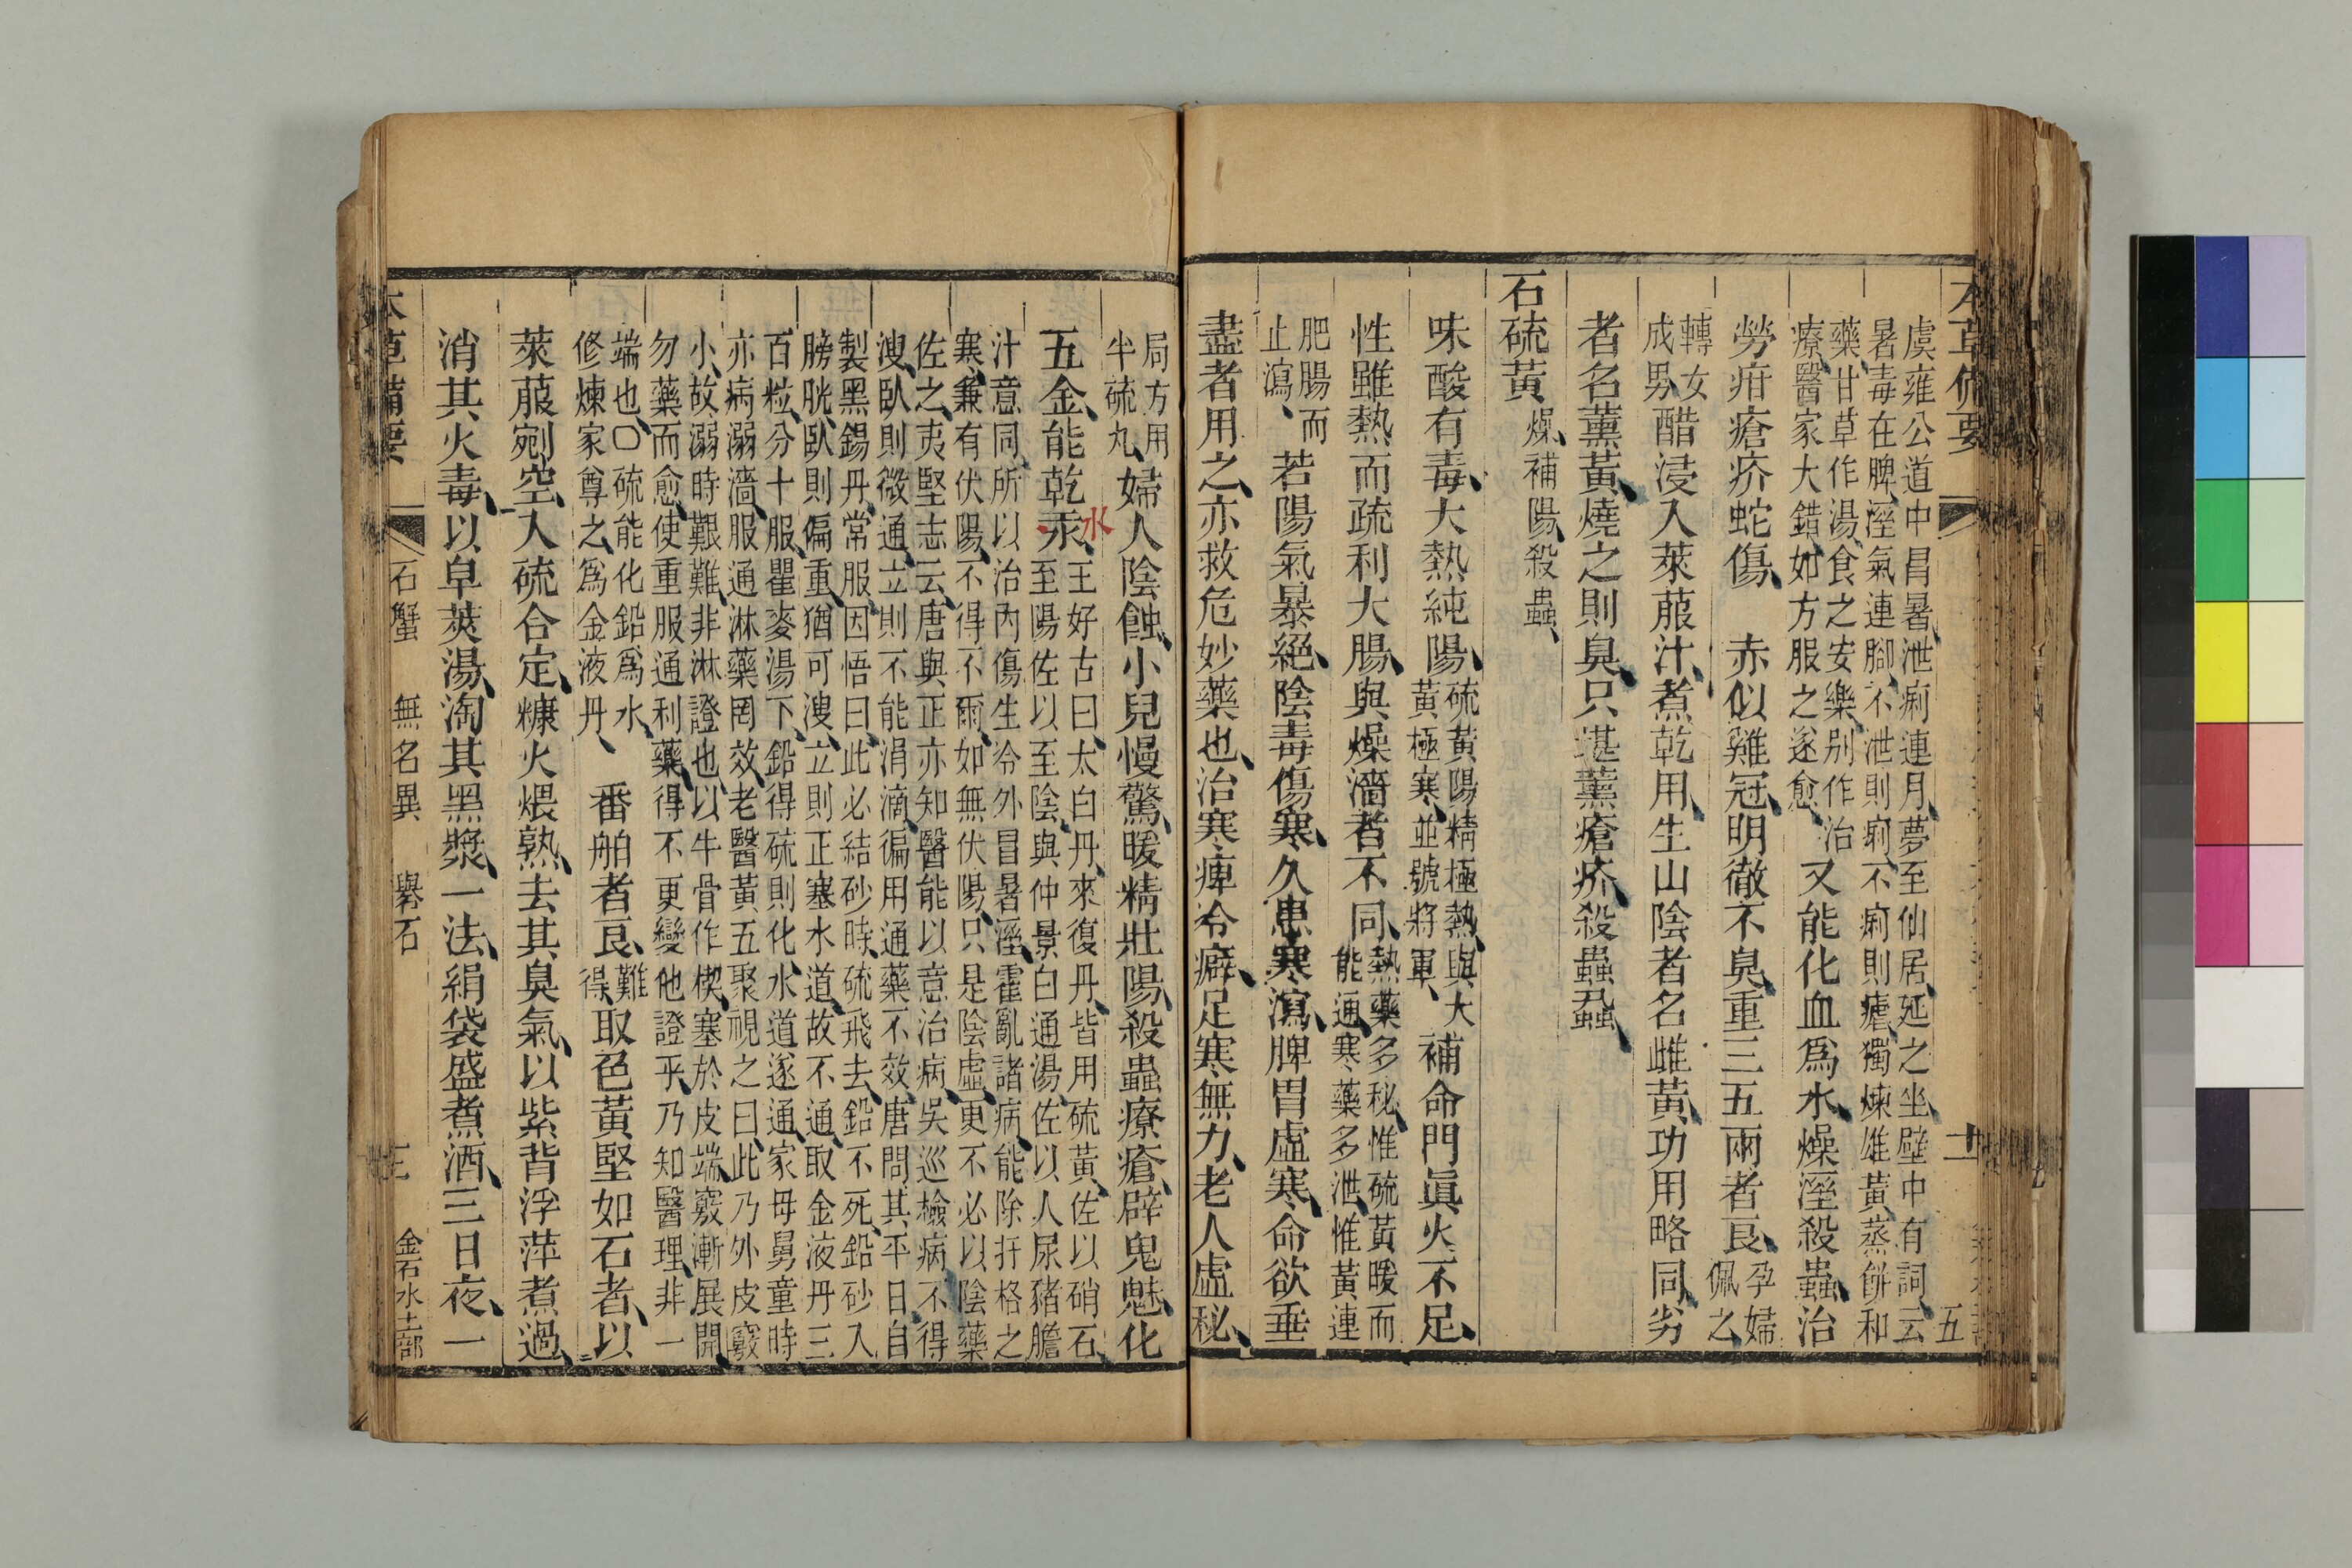 虞雍公道中昌暑泄痢連月夢至仙居延之坐壁中有詞云
暑毒在脾溼氣連腳不泄則痢不痢則瘧獨煉雄黃蒸餅和
藥甘草作湯食之安樂別作治
療醫家大錯如方服之遂愈
又能化血爲水燥溼殺蟲治
勞疳瘡疥蛇傷 赤似雞冠明徹不臭重三五兩者良
孕婦
佩之
轉女
成男
醋浸入萊菔汁煮乾用生山陰者名雌黃功用略同劣
者名薰黃燒之則臭只堪薰瘡疥殺蟲蝨
石硫黃
燥補陽殺蟲
味酸有毒大熱純陽
硫黃陽精極熱與大
黃極寒並號將軍
補命門眞火不足
性雖熱而疏利大腸與燥濇者不同
熱藥多秘惟硫黃暖而
能通寒藥多泄惟黃連
肥腸而
止瀉
若陽氣暴絕陰毒傷寒久患寒瀉脾胃虛寒命欲垂
盡者用之亦救危妙藥也治寒痺冷癖足寒無力老人虛秘
局方用
半硫丸
婦人陰蝕小兒慢驚暖精壯陽殺蟲療瘡辟鬼魅化
五金能乾汞
水
王好古曰太白丹來復丹皆用硫黃佐以硝石
至陽佐以至陰與仲景白通湯佐以人尿豬膽
汁意同所以治內傷生冷外冒暑溼霍亂諸病能除扞格之
寒兼有伏陽不得不爾如無伏陽只是陰虛更不必以陰藥
佐之夷堅志云唐與正亦知醫能以意治病吳巡檢病不得
溲臥則微通立則不能涓滴徧用通藥不效唐問其平日自
製黑錫丹常服因悟曰此必結砂時硫飛去鉛不死鉛砂入
膀胱臥則偏重猶可溲立則正塞水道故不通取金液丹三
百粒分十服瞿麥湯下鉛得硫則化水道遂通家母舅童時
亦病溺濇服通淋藥罔效老醫黃五聚視之曰此乃外皮竅
小故溺時艱難非淋證也以牛骨作楔塞於皮端竅漸展開
勿藥而愈使重服通利藥得不更變他證乎乃知醫理非一
端也〇硫能化鉛爲水
修煉家尊之爲金液丹
番舶者良
難
得
取色黃堅如石者以
萊菔剜空入硫合定糠火煨熟去其臭氣以紫背浮萍煮過
消其火毒以皁莢湯淘其黑漿一法絹袋盛煮酒三日夜一
本草備要 石蟹 無名異 礜石 金石水土部